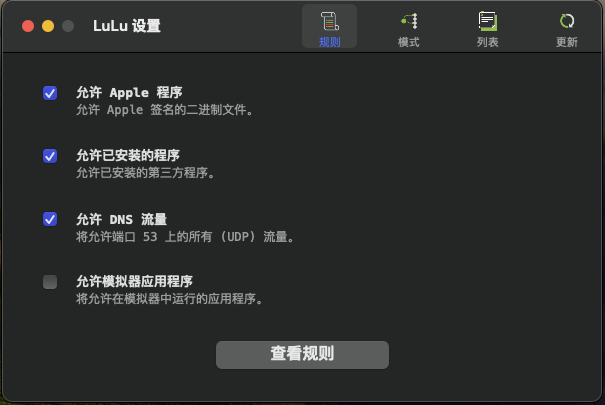 LuLu 设置
规则
模式
列表
更新
允许 Apple 程序
允许 Apple 签名的二进制文件。
允许已安装的程序
允许已安装的第三方程序。
允许 DNS 流量
将允许端口 53 上的所有 (UDP) 流量。
允许模拟器应用程序
将允许在模拟器中运行的应用程序。
查看规则